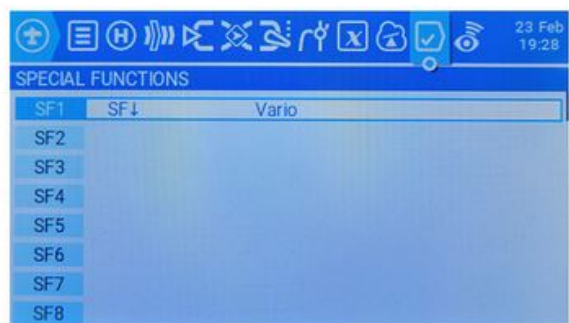 23 Feb
19:28
SPECIAL FUNCTIONS
SF1 SF↓ Vario
SF2
SF3
SF4
SF5
SF6
SF7
SF8